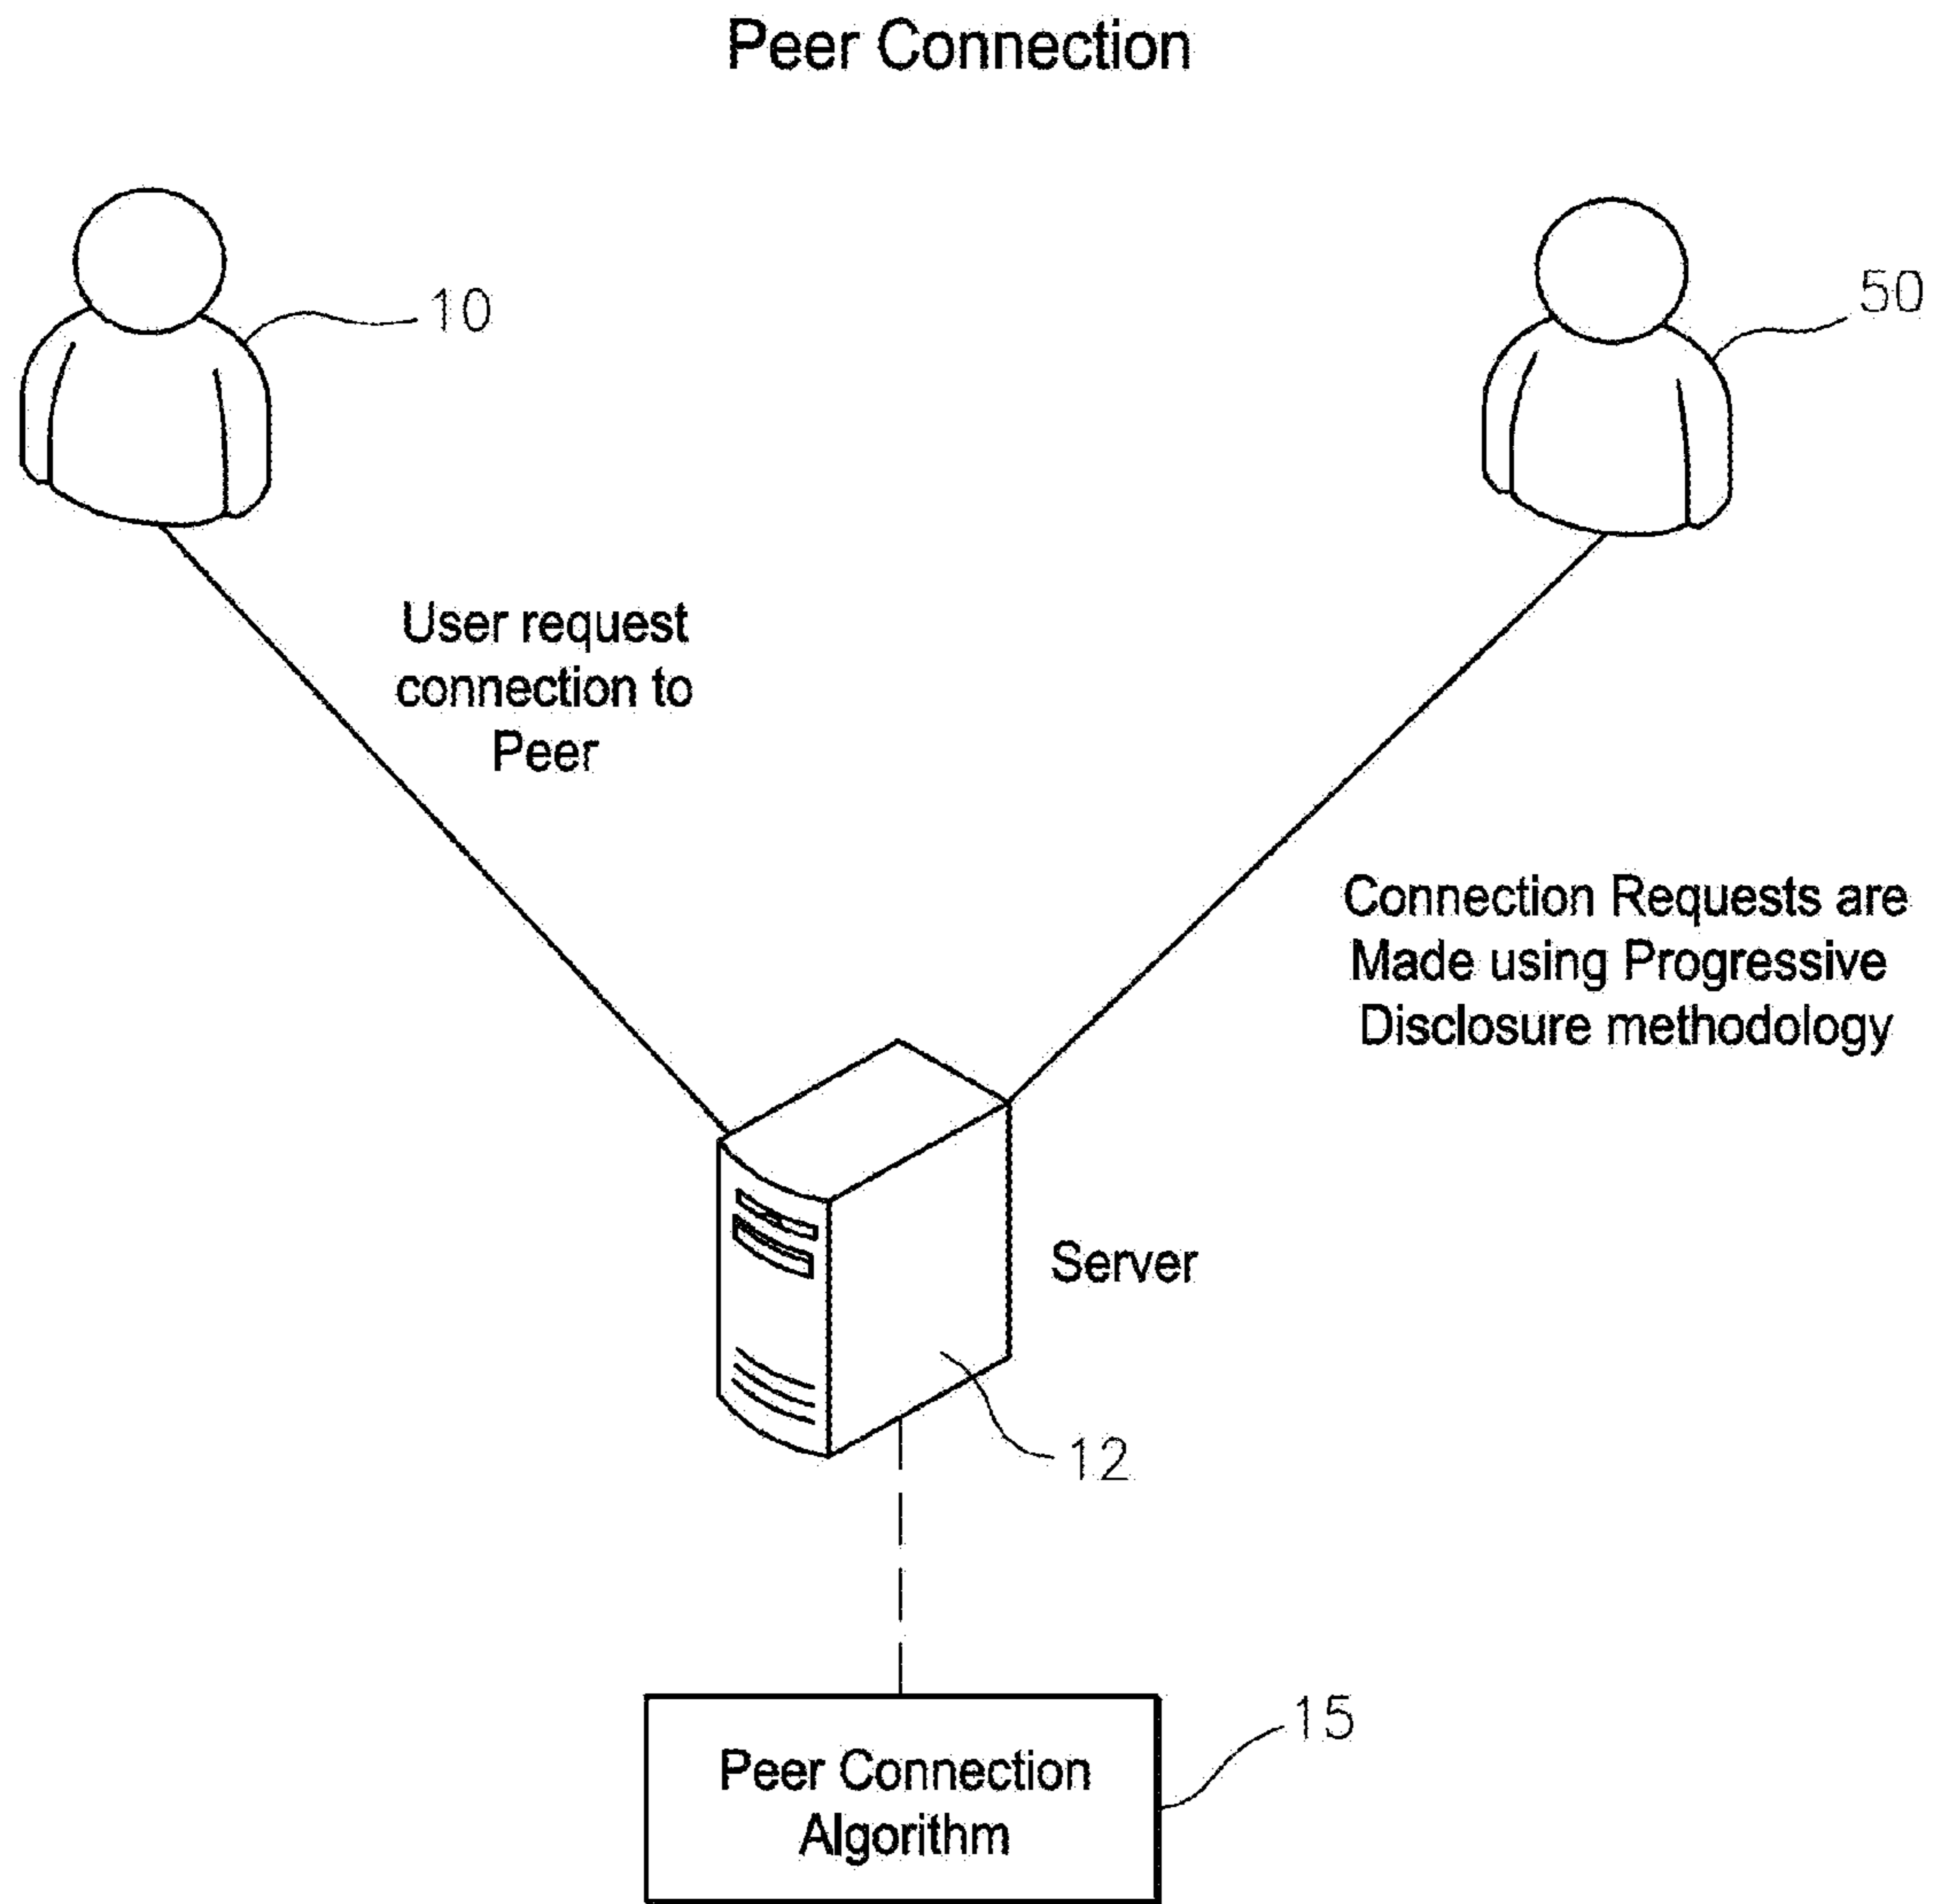 Peer Connection
10
50
User request
connection to
Peer
Connection Requests are
Made using Progressive
Disclosure methodology
Server
12
15
Peer Connection
Algorithm